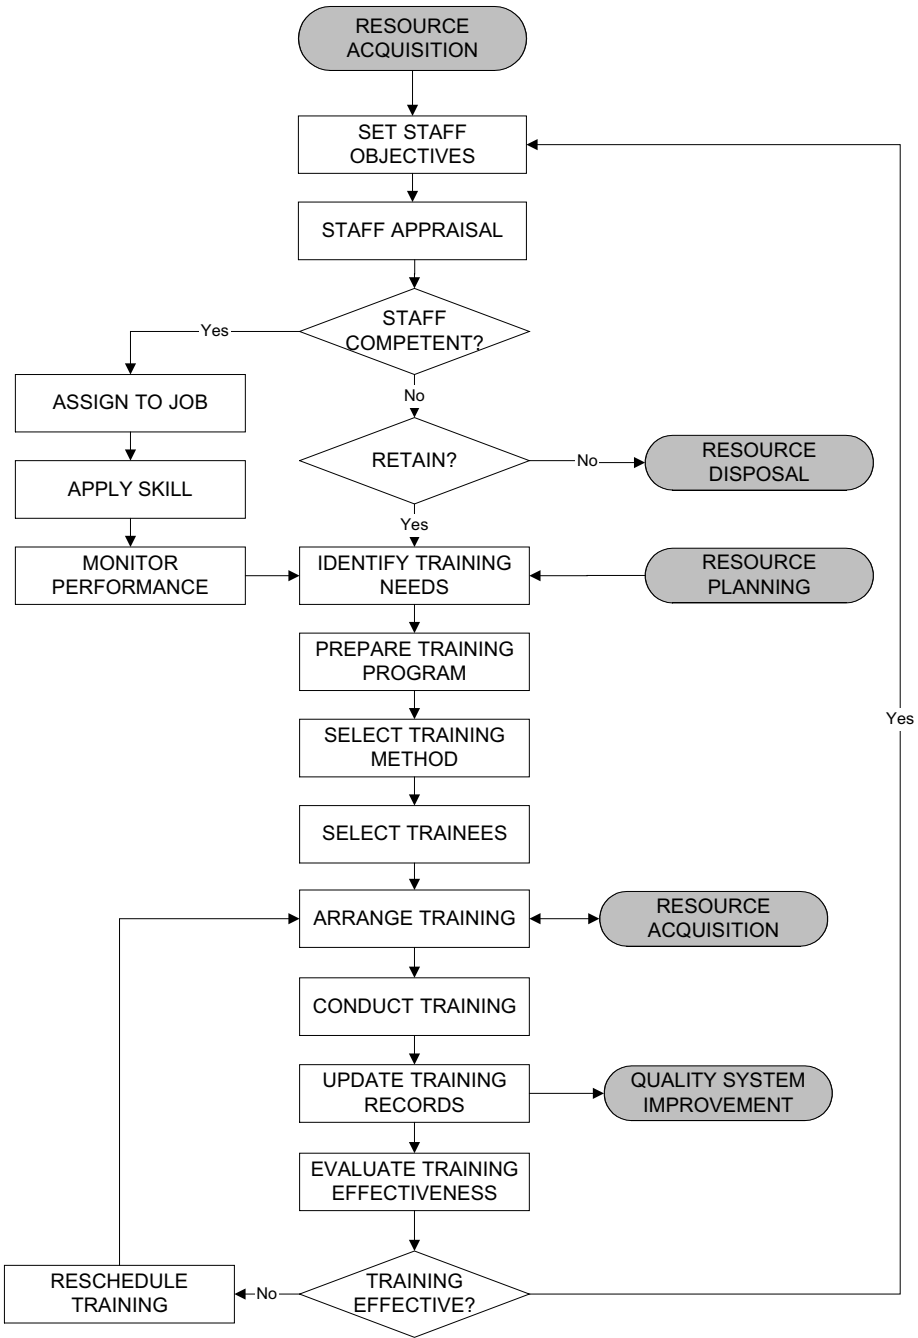 RESOURCE
ACQUISITION
SET STAFF
OBJECTIVES
STAFF APPRAISAL
STAFF
COMPETENT?
Yes
No
ASSIGN TO JOB
APPLY SKILL
MONITOR
PERFORMANCE
RETAIN?
No
RESOURCE
DISPOSAL
Yes
IDENTIFY TRAINING
NEEDS
RESOURCE
PLANNING
PREPARE TRAINING
PROGRAM
SELECT TRAINING
METHOD
Yes
SELECT TRAINEES
ARRANGE TRAINING
RESOURCE
ACQUISITION
CONDUCT TRAINING
UPDATE TRAINING
RECORDS
QUALITY SYSTEM
IMPROVEMENT
EVALUATE TRAINING
EFFECTIVENESS
TRAINING
EFFECTIVE?
No
RESCHEDULE
TRAINING